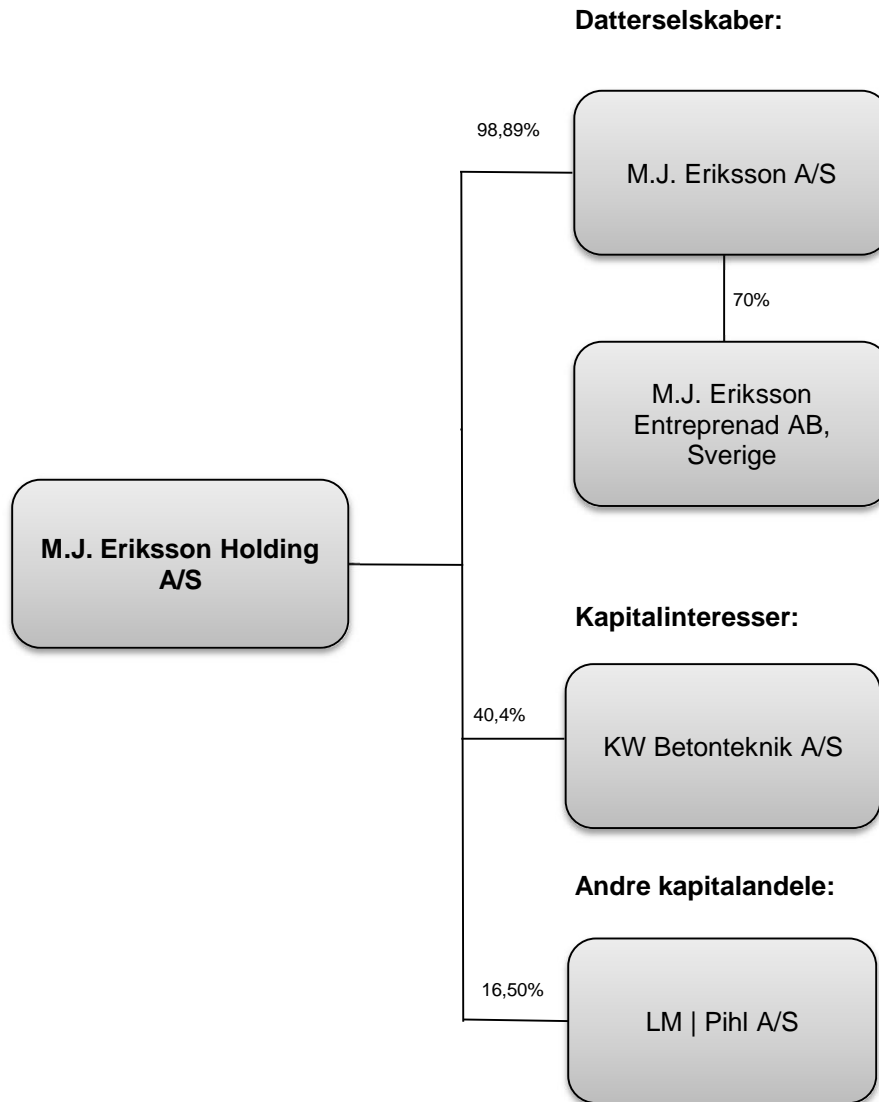 Datterselskaber:
98,89%
M.J. Eriksson A/S
70%
M.J. Eriksson
Entreprenad AB,
Sverige
M.J. Eriksson Holding
A/S
Kapitalinteresser:
40,4%
KW Betonteknik A/S
Andre kapitalandele:
16,50%
LM | Pihl A/S